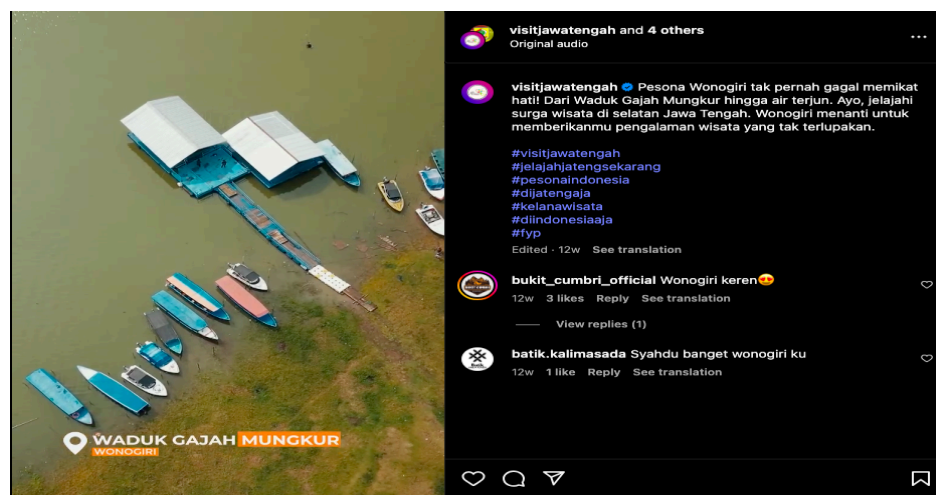 WADUK GAJAH MUNGKUR
WONOGIRI
visitjawatengah and 4 others
Original audio
visitjawatengah Pesona Wonogiri tak pernah gagal memikat
hati! Dari Waduk Gajah Mungkur hingga air terjun. Ayo, jelajahi
surga wisata di selatan Jawa Tengah. Wonogiri menanti untuk
memberikanmu pengalaman wisata yang tak terlupakan.
#visitjawatengah
#jelajahjatengsekarang
#pesonaindonesia
#dijatengaja
#kelanawisata
#diindonesiaaja
#fyp
Edited · 12w See translation
bukit_cumbri_official Wonogiri keren😍
12w 3 likes Reply See translation
View replies (1)
batik.kalimasada Syahdu banget wonogiri ku
12w 1 like Reply See translation